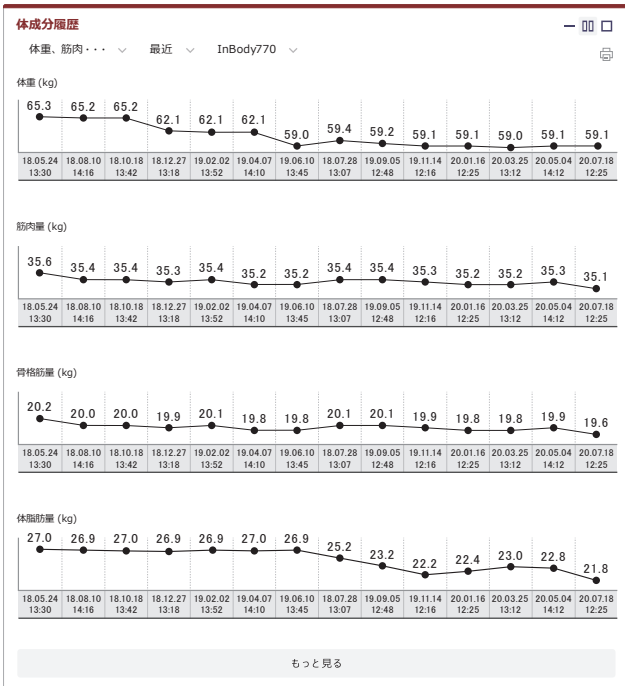 体成分履歴
体重、筋肉・・・ 最近 InBody770
体重 (kg)
65.3 65.2 65.2 62.1 62.1 62.1 59.0 59.4 59.2 59.1 59.1 59.0 59.1 59.1
18.05.24 18.08.10 18.10.18 18.12.27 19.02.02 19.04.07 19.06.10 18.07.28 19.09.05 19.11.14 20.01.16 20.03.25 20.05.04 20.07.18
13:30 14:16 13:42 13:18 13:52 14:10 13:45 13:07 12:48 12:16 12:25 13:12 14:12 12:25
筋肉量 (kg)
35.6 35.4 35.4 35.3 35.4 35.2 35.2 35.4 35.4 35.3 35.2 35.2 35.3 35.1
18.05.24 18.08.10 18.10.18 18.12.27 19.02.02 19.04.07 19.06.10 18.07.28 19.09.05 19.11.14 20.01.16 20.03.25 20.05.04 20.07.18
13:30 14:16 13:42 13:18 13:52 14:10 13:45 13:07 12:48 12:16 12:25 13:12 14:12 12:25
骨格筋量 (kg)
20.2 20.0 20.0 19.9 20.1 19.8 19.8 20.1 20.1 19.9 19.8 19.8 19.9 19.6
18.05.24 18.08.10 18.10.18 18.12.27 19.02.02 19.04.07 19.06.10 18.07.28 19.09.05 19.11.14 20.01.16 20.03.25 20.05.04 20.07.18
13:30 14:16 13:42 13:18 13:52 14:10 13:45 13:07 12:48 12:16 12:25 13:12 14:12 12:25
体脂肪量 (kg)
27.0 26.9 27.0 26.9 26.9 27.0 26.9 25.2 23.2 22.2 22.4 23.0 22.8 21.8
18.05.24 18.08.10 18.10.18 18.12.27 19.02.02 19.04.07 19.06.10 18.07.28 19.09.05 19.11.14 20.01.16 20.03.25 20.05.04 20.07.18
13:30 14:16 13:42 13:18 13:52 14:10 13:45 13:07 12:48 12:16 12:25 13:12 14:12 12:25
もっと見る